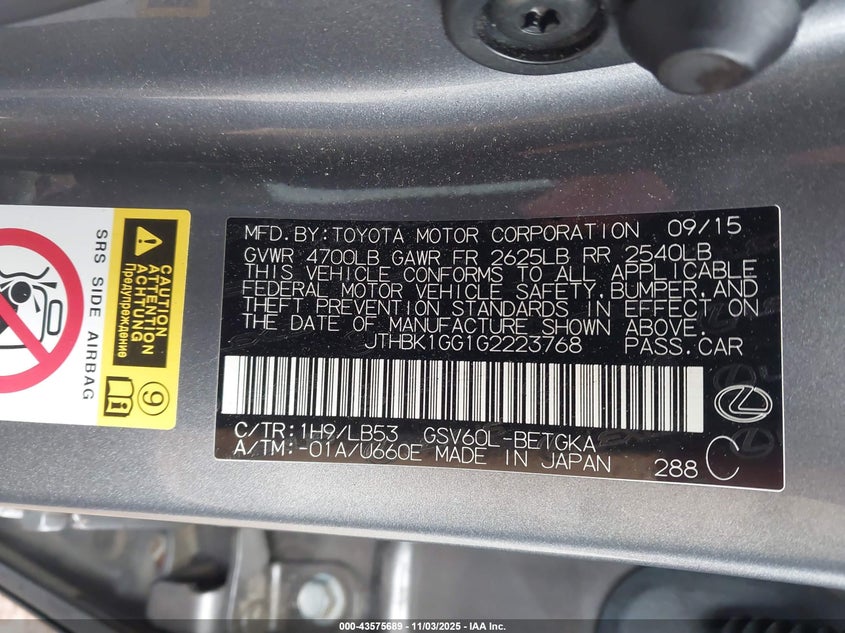 MFD.BY:TOYOTA MOTOR CORPORATION 09/15
GVWR 4700LB GAWR FR 2625LB RR 2540LB
THIS VEHICLE CONFORMS TO ALL APPLICABLE
FEDERAL MOTOR VEHICLE SAFETY, BUMPER, AND
THEFT PREVENTION STANDARDS IN EFFECT ON
THE DATE OF MANUFACTURE SHOWN ABOVE.
JTHBK1GG1G2223768 PASS.CAR
C/TR:1H9/LB53 GSV60L-BETGKA
A/TM:-01A/U660E MADE IN JAPAN 288 C
CAUTION
ATTENTION
ACHTUNG
Предупреждение
9
SRS SIDE AIRBAG
000-43575689 - 11/03/2025 - IAA Inc.